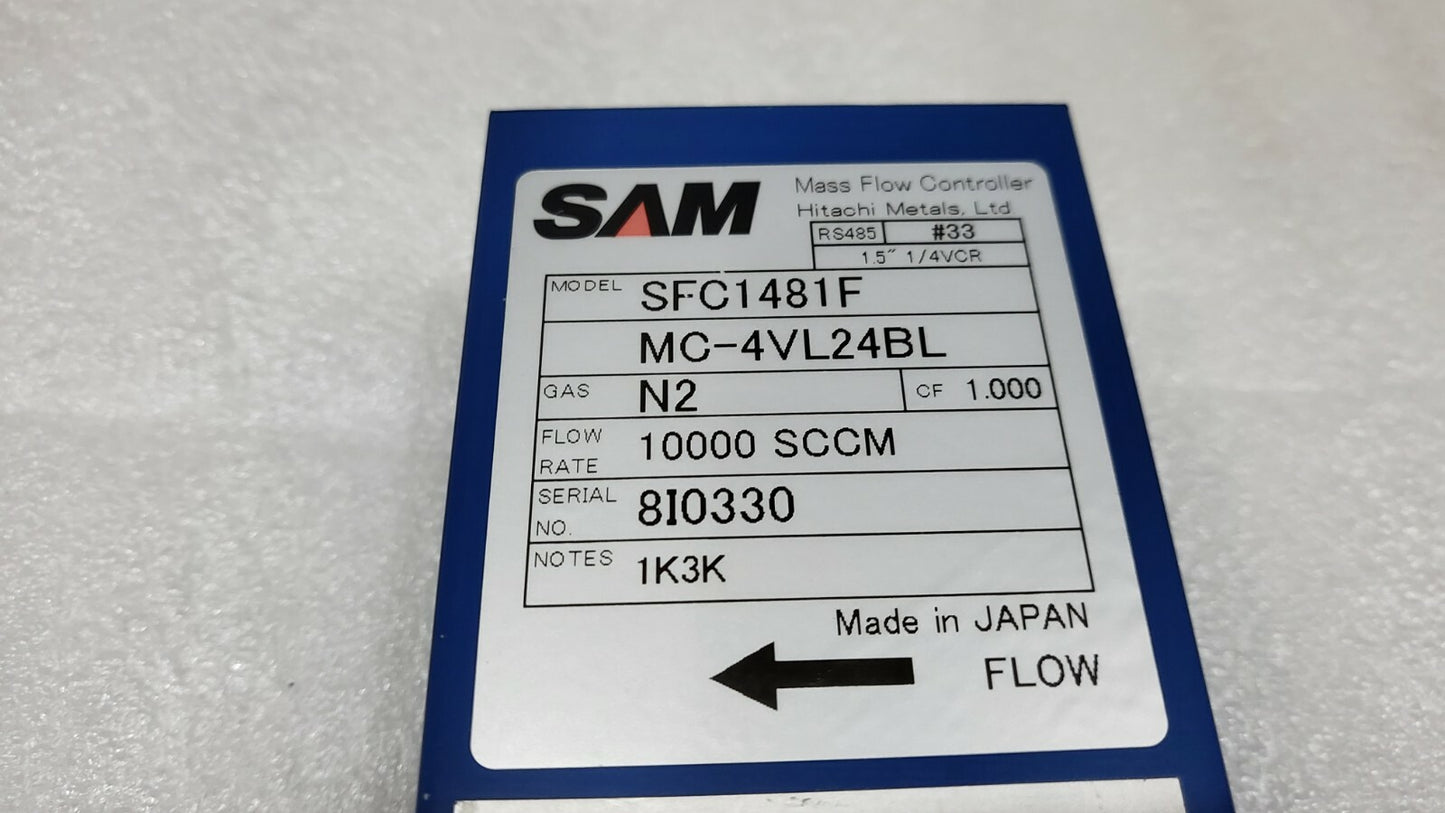 SAM
Mass Flow Controller
Hitachi Metals, Ltd
RS485 #33
1.5″ 1/4VCR
MODEL SFC1481F
MC-4VL24BL
GAS N2 CF 1.000
FLOW RATE 10000 SCCM
SERIAL NO. 8I0330
NOTES 1K3K
Made in JAPAN
FLOW